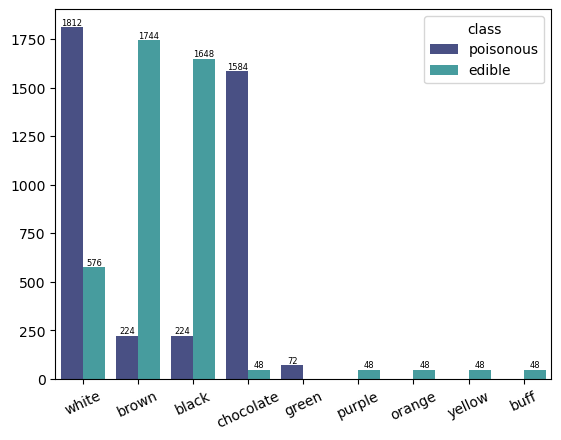 class
poisonous
edible
1750
1500
1250
1000
750
500
250
0
1812
576
224
1744
224
1648
1584
48
72
48
48
48
48
white
brown
black
chocolate
green
purple
orange
yellow
buff